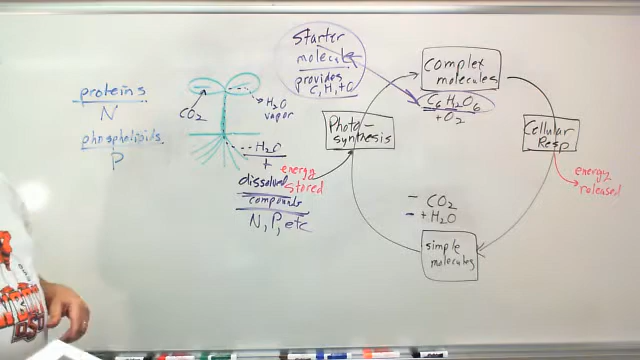 proteins
N
phospholipids
P
CO2
H2O
vapor
H2O
+
dissolved
compounds
N, P, etc
starter
molecule
provides
C, H, + O
energy
stored
Photo-
synthesis
Complex
molecules
C6H2O6
+ O2
Cellular
Resp
energy
released
- CO2
- + H2O
simple
molecules